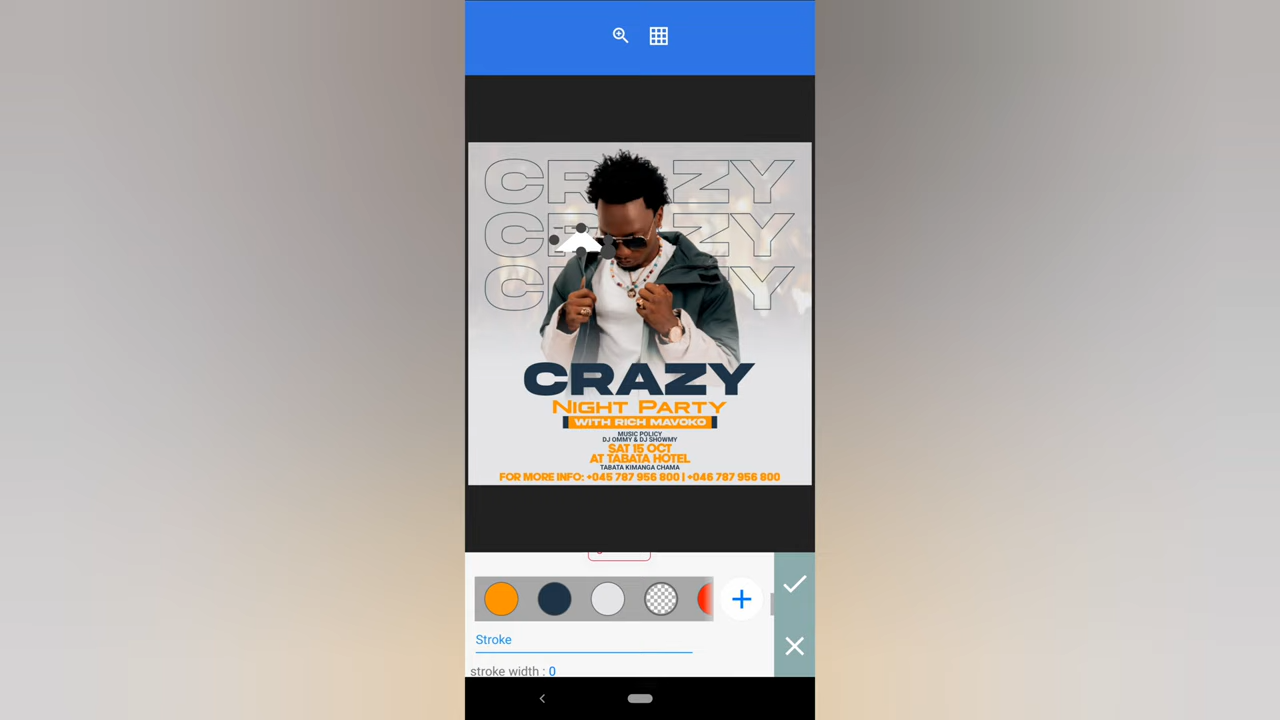 CRAZY
CRAZY
CRAZY
CRAZY
NIGHT PARTY
WITH RICH MAVOKO
MUSIC POLICY
DJ OMMY & DJ SHOWMY
SAT 15 OCT
AT TABATA HOTEL
TABATA KIMANGA CHAMA
FOR MORE INFO: +045 787 956 800 | +046 787 956 800
Stroke
stroke width : 0